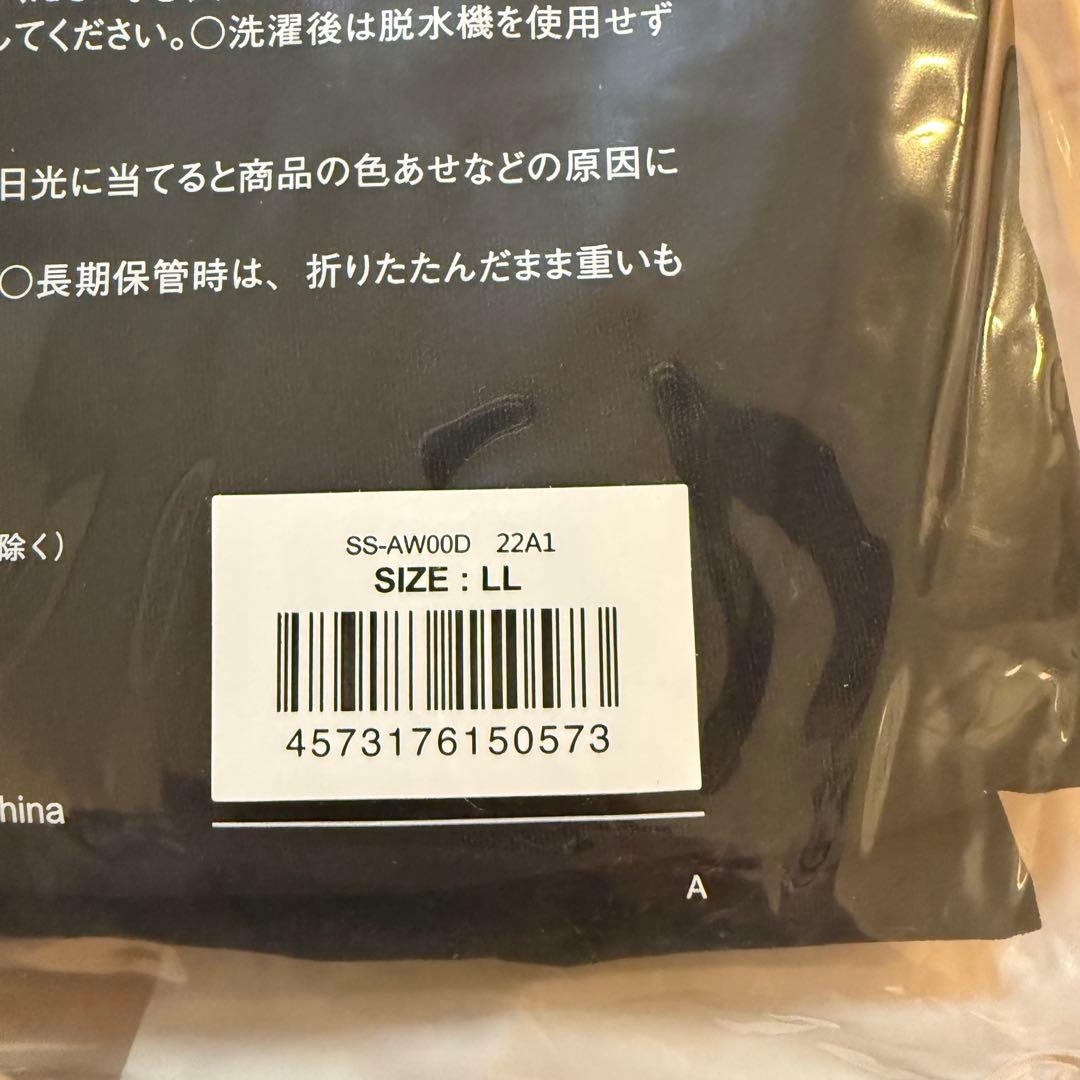 してください。○洗濯後は脱水機を使用せず
日光に当てると商品の色あせなどの原因に
○長期保管時は、折りたたんだまま重いも
除く）
SS-AW00D 22A1
SIZE : LL
4573176150573
hina
A